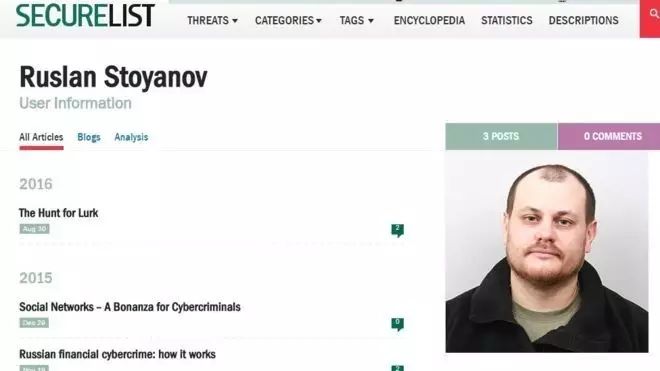 SECURELIST
THREATS
CATEGORIES
TAGS
ENCYCLOPEDIA
STATISTICS
DESCRIPTIONS
Ruslan Stoyanov
User Information
All Articles
Blogs
Analysis
3 POSTS
0 COMMENTS
2016
The Hunt for Lurk
Aug 30
2
2015
Social Networks – A Bonanza for Cybercriminals
Dec 29
0
Russian financial cybercrime: how it works
2